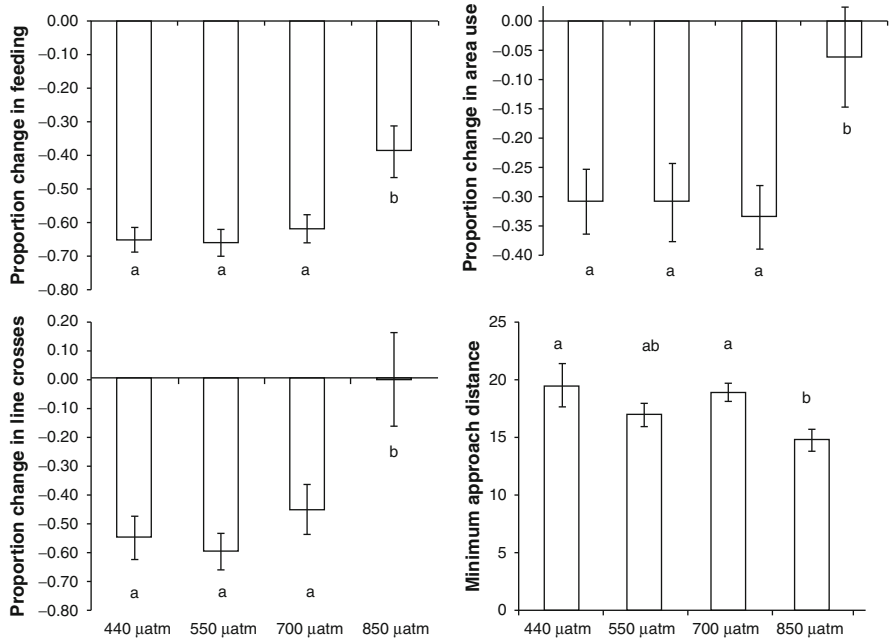 Proportion change in feeding
0.00
−0.10
−0.20
−0.30
−0.40
−0.50
−0.60
−0.70
−0.80
a
a
a
b
Proportion change in area use
0.00
−0.05
−0.10
−0.15
−0.20
−0.25
−0.30
−0.35
−0.40
a
a
a
b
Proportion change in line crosses
0.20
0.10
0.00
−0.10
−0.20
−0.30
−0.40
−0.50
−0.60
−0.70
−0.80
a
a
a
b
440 µatm 550 µatm 700 µatm 850 µatm
Minimum approach distance
25
20
15
10
5
0
a
ab
a
b
440 µatm 550 µatm 700 µatm 850 µatm